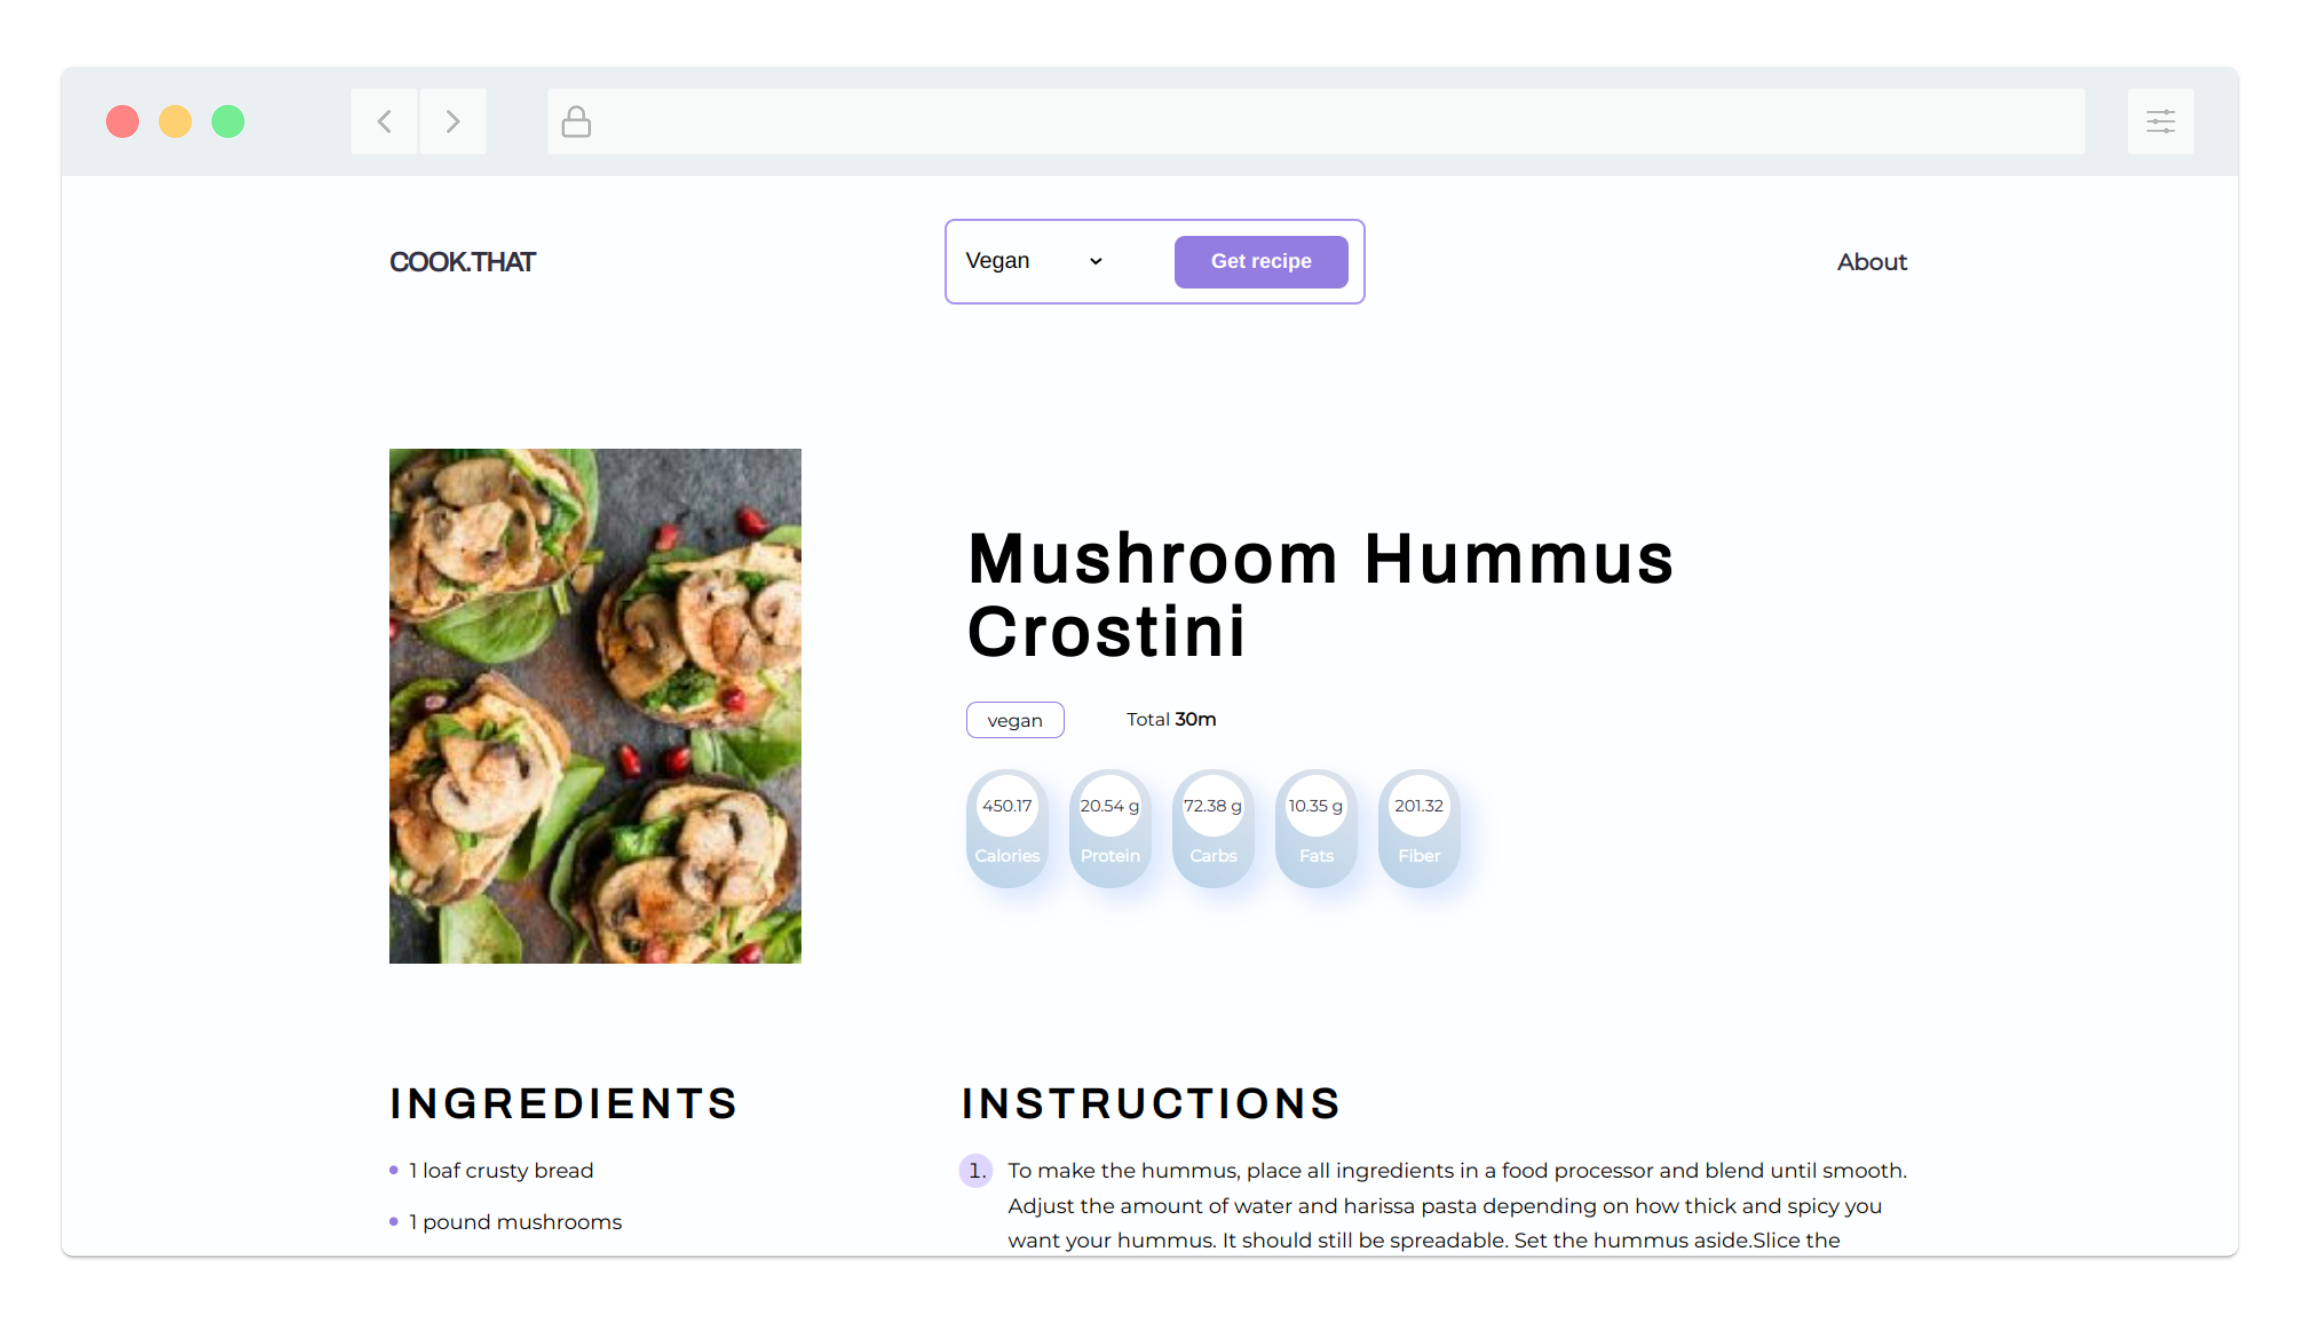 COOK.THAT
Vegan
Get recipe
About
Mushroom Hummus
Crostini
vegan
Total 30m
450.17
20.54 g
72.38 g
10.35 g
201.32
Calories
Protein
Carbs
Fats
Fiber
INGREDIENTS
1 loaf crusty bread
1 pound mushrooms
INSTRUCTIONS
1. To make the hummus, place all ingredients in a food processor and blend until smooth.
Adjust the amount of water and harissa pasta depending on how thick and spicy you
want your hummus. It should still be spreadable. Set the hummus aside.Slice the